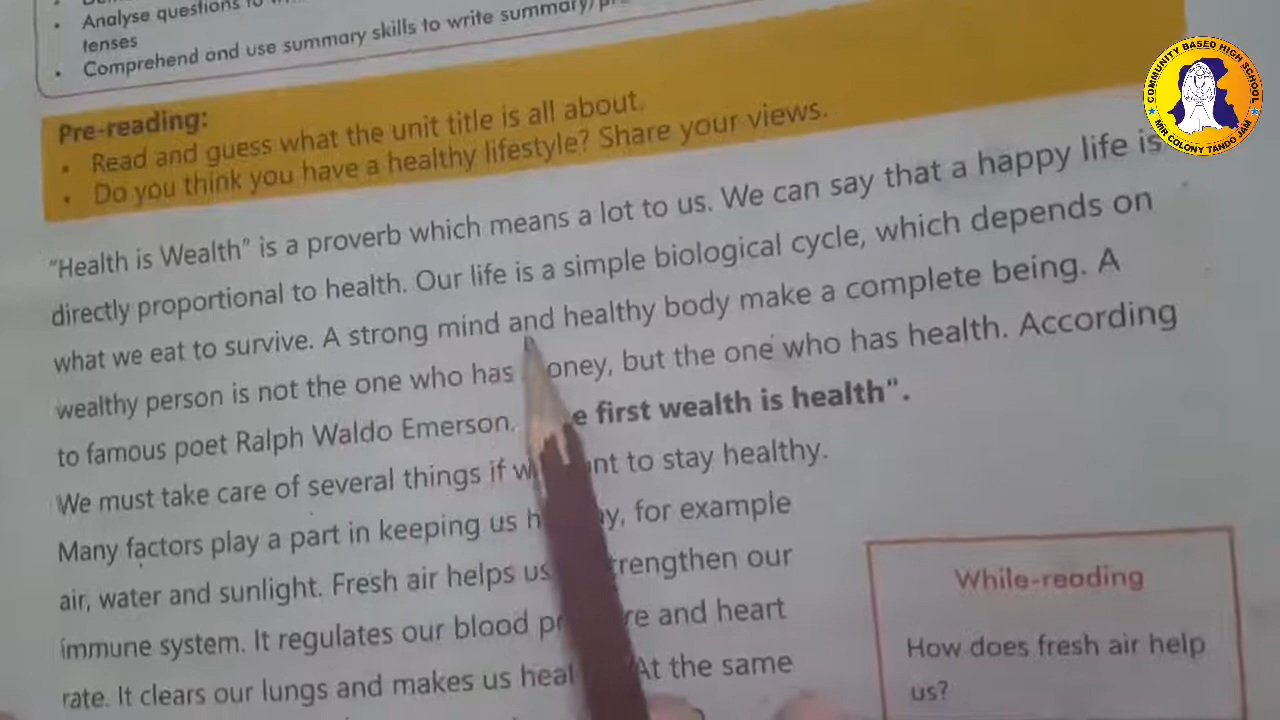 Analyse questions to
tenses
Comprehend and use summary skills to write summary/
Pre-reading:
Read and guess what the unit title is all about.
Do you think you have a healthy lifestyle? Share your views.
"Health is Wealth" is a proverb which means a lot to us. We can say that a happy life is
directly proportional to health. Our life is a simple biological cycle, which depends on
what we eat to survive. A strong mind and healthy body make a complete being. A
wealthy person is not the one who has oney, but the one who has health. According
to famous poet Ralph Waldo Emerson. e first wealth is health".
We must take care of several things if w nt to stay healthy.
Many factors play a part in keeping us h y, for example
air, water and sunlight. Fresh air helps us trengthen our
immune system. It regulates our blood p re and heart
rate. It clears our lungs and makes us heal At the same
While-reading
How does fresh air help
us?
COMMUNITY BASED HIGH SCHOOL
MIR COLONY TANDO JAM